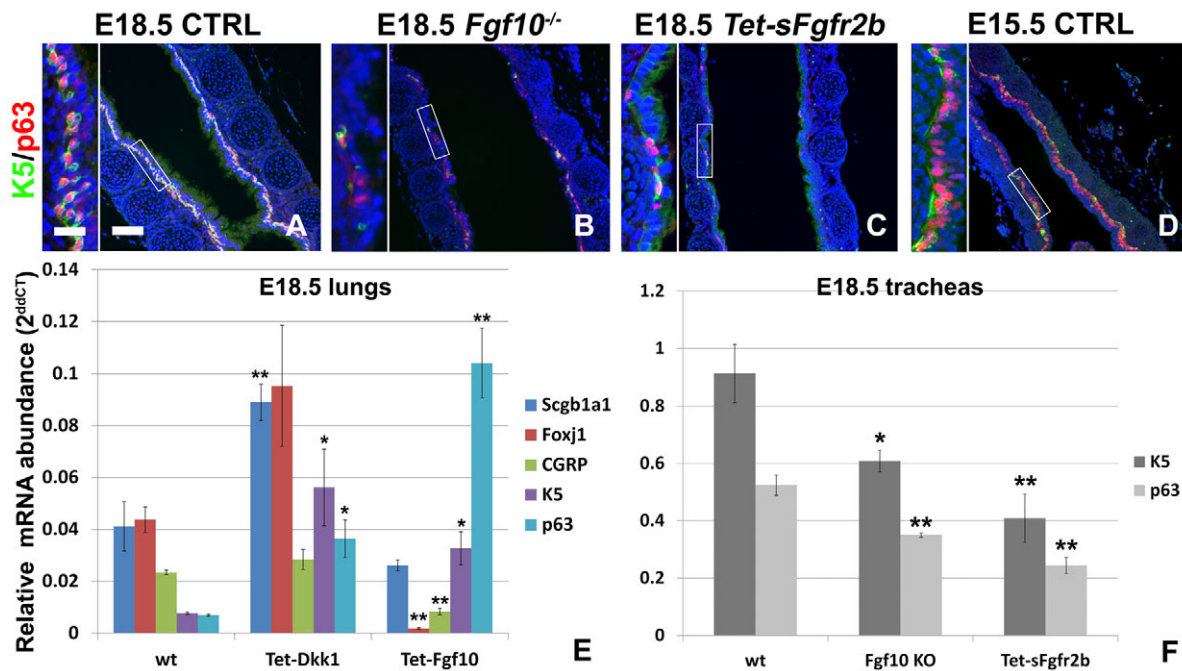 E18.5 CTRL E18.5 Fgf10-/- E18.5 Tet-sFgfr2b E15.5 CTRL
K5/p63
A B C D
E18.5 lungs
Relative mRNA abundance (2ddCT)
0.14
0.12
0.1
0.08
0.06
0.04
0.02
0
** * * ** ** * **
wt Tet-Dkk1 Tet-Fgf10
Scgb1a1
Foxj1
CGRP
K5
p63
E
E18.5 tracheas
1.2
1
0.8
0.6
0.4
0.2
0
* ** ** **
wt Fgf10 KO Tet-sFgfr2b
K5
p63
F